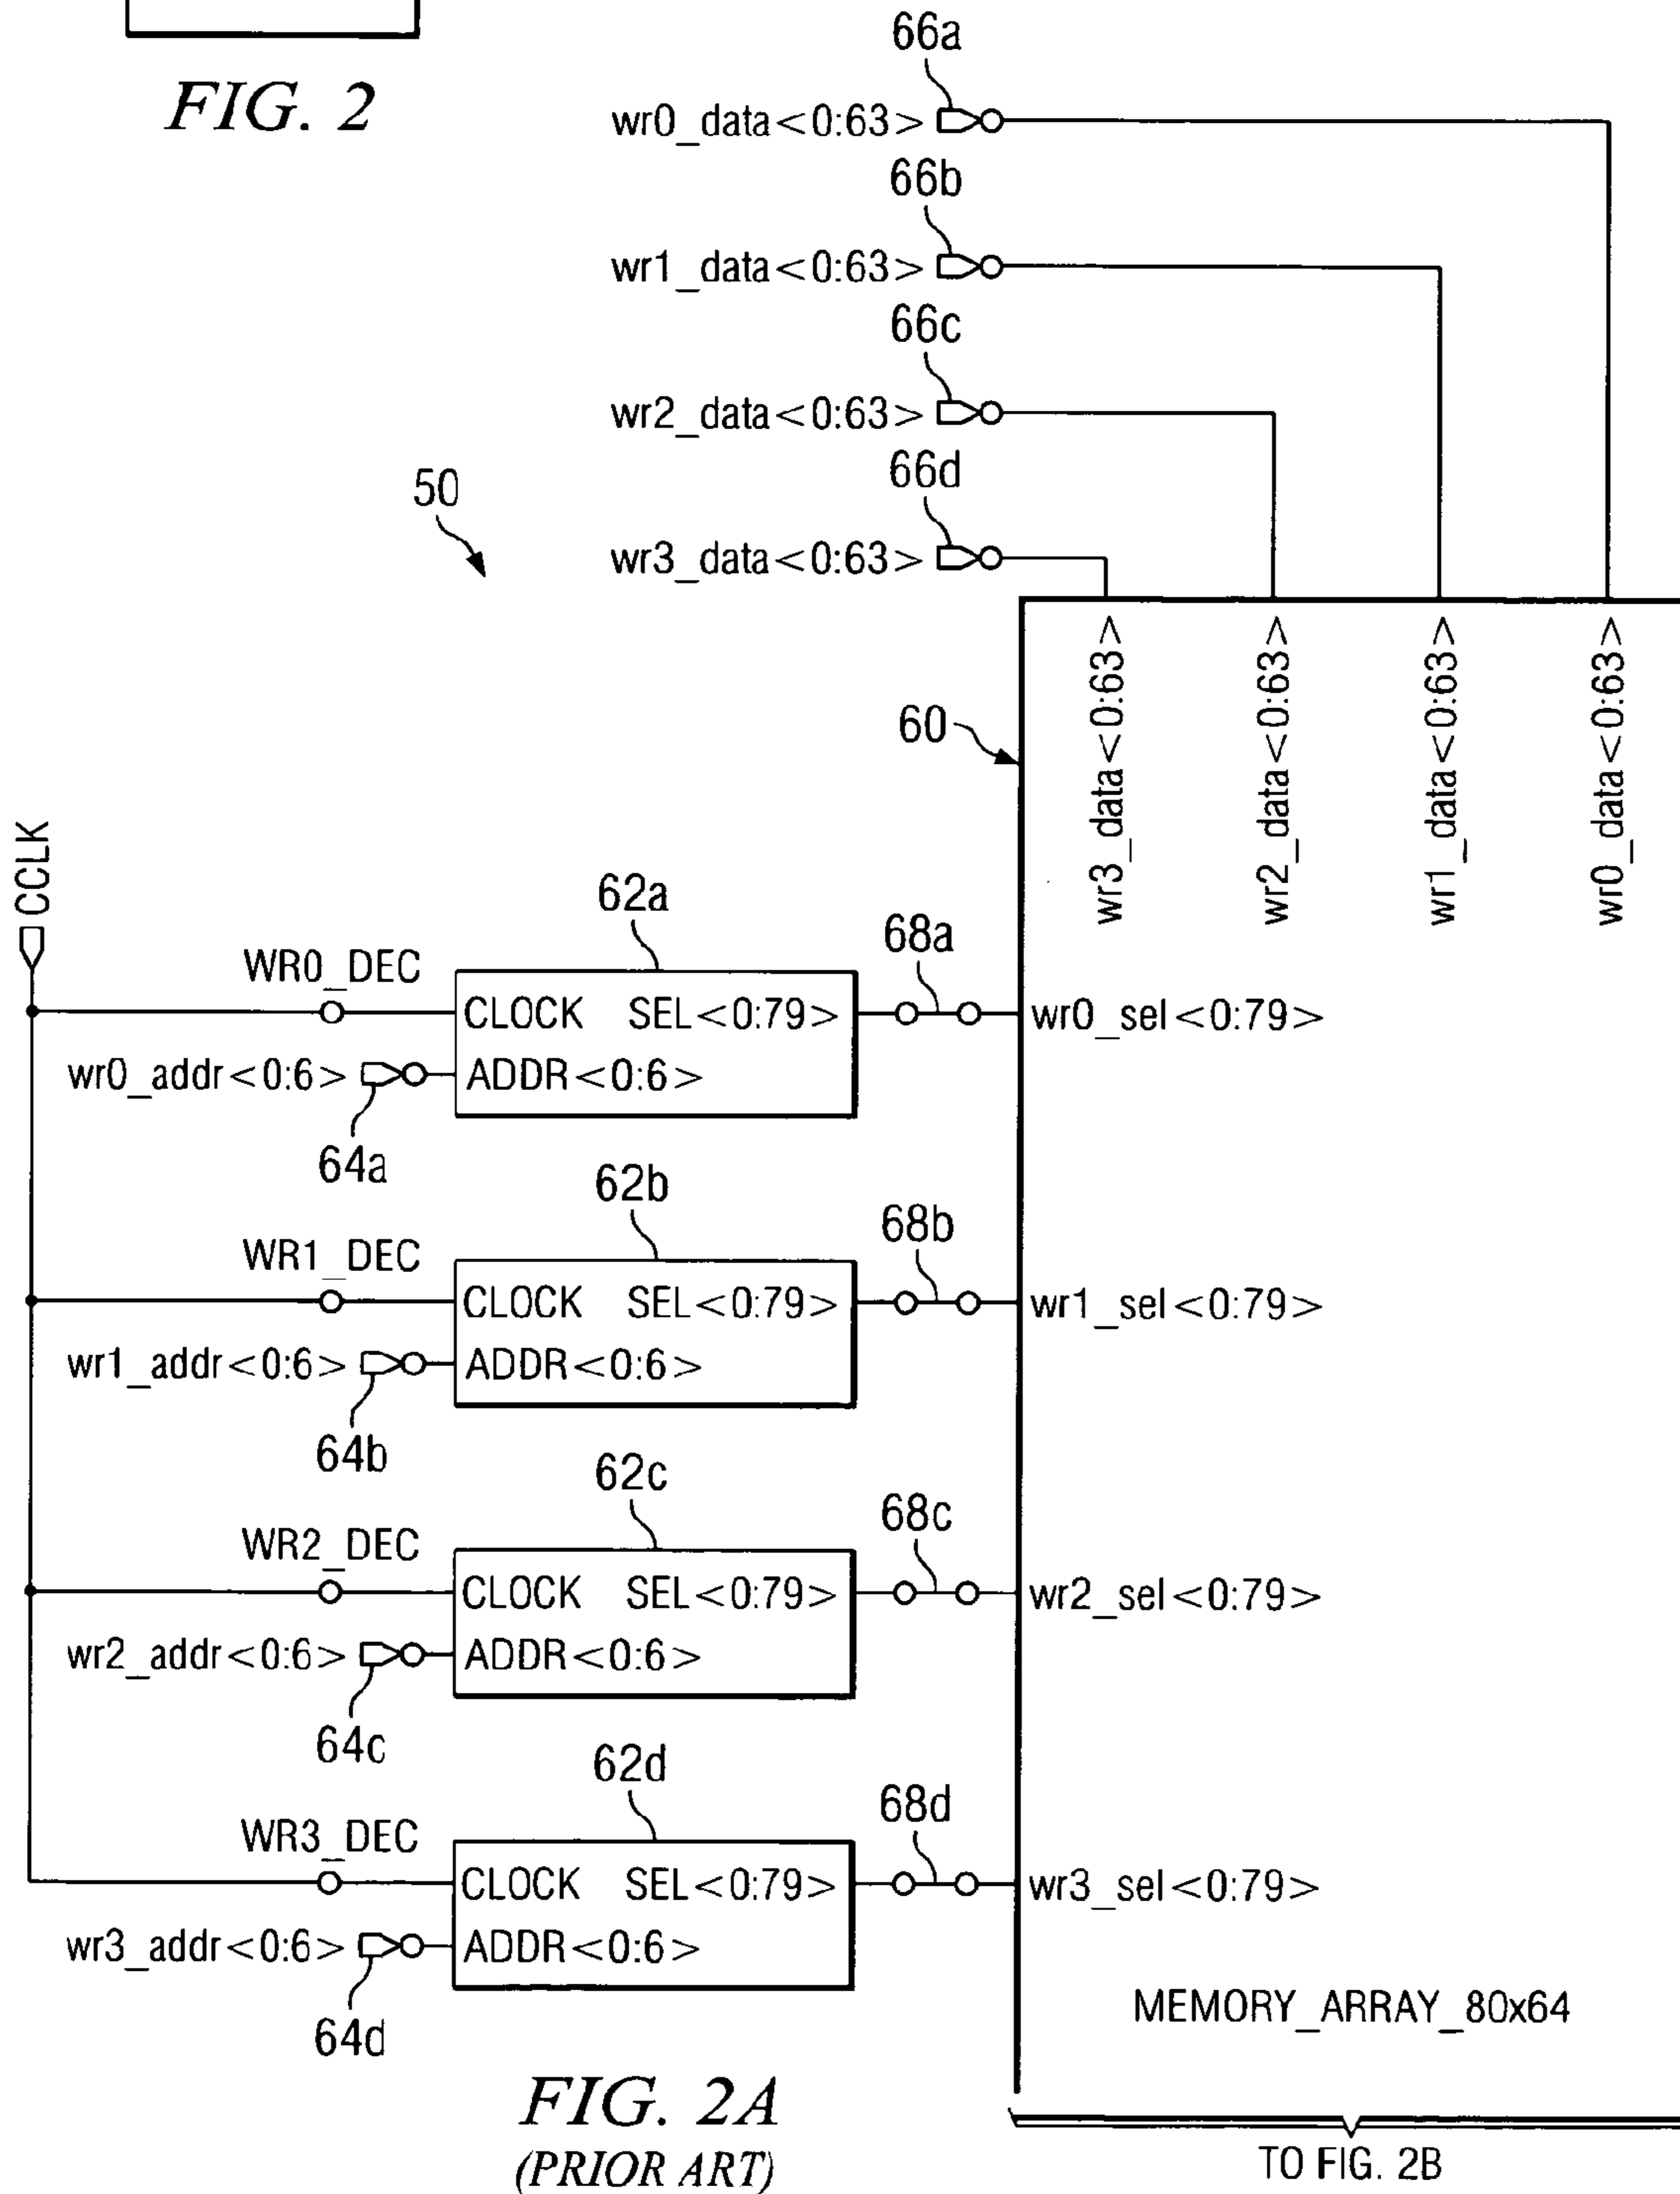 FIG. 2
66a
wr0_data<0:63>
66b
wr1_data<0:63>
66c
wr2_data<0:63>
66d
wr3_data<0:63>
50
60
wr3_data<0:63>
wr2_data<0:63>
wr1_data<0:63>
wr0_data<0:63>
CCLK
62a
68a
WR0_DEC
CLOCK SEL<0:79>
wr0_sel<0:79>
wr0_addr<0:6>
ADDR<0:6>
64a
62b
68b
WR1_DEC
CLOCK SEL<0:79>
wr1_sel<0:79>
wr1_addr<0:6>
ADDR<0:6>
64b
62c
68c
WR2_DEC
CLOCK SEL<0:79>
wr2_sel<0:79>
wr2_addr<0:6>
ADDR<0:6>
64c
62d
68d
WR3_DEC
CLOCK SEL<0:79>
wr3_sel<0:79>
wr3_addr<0:6>
ADDR<0:6>
64d
MEMORY_ARRAY_80x64
FIG. 2A
(PRIOR ART)
TO FIG. 2B